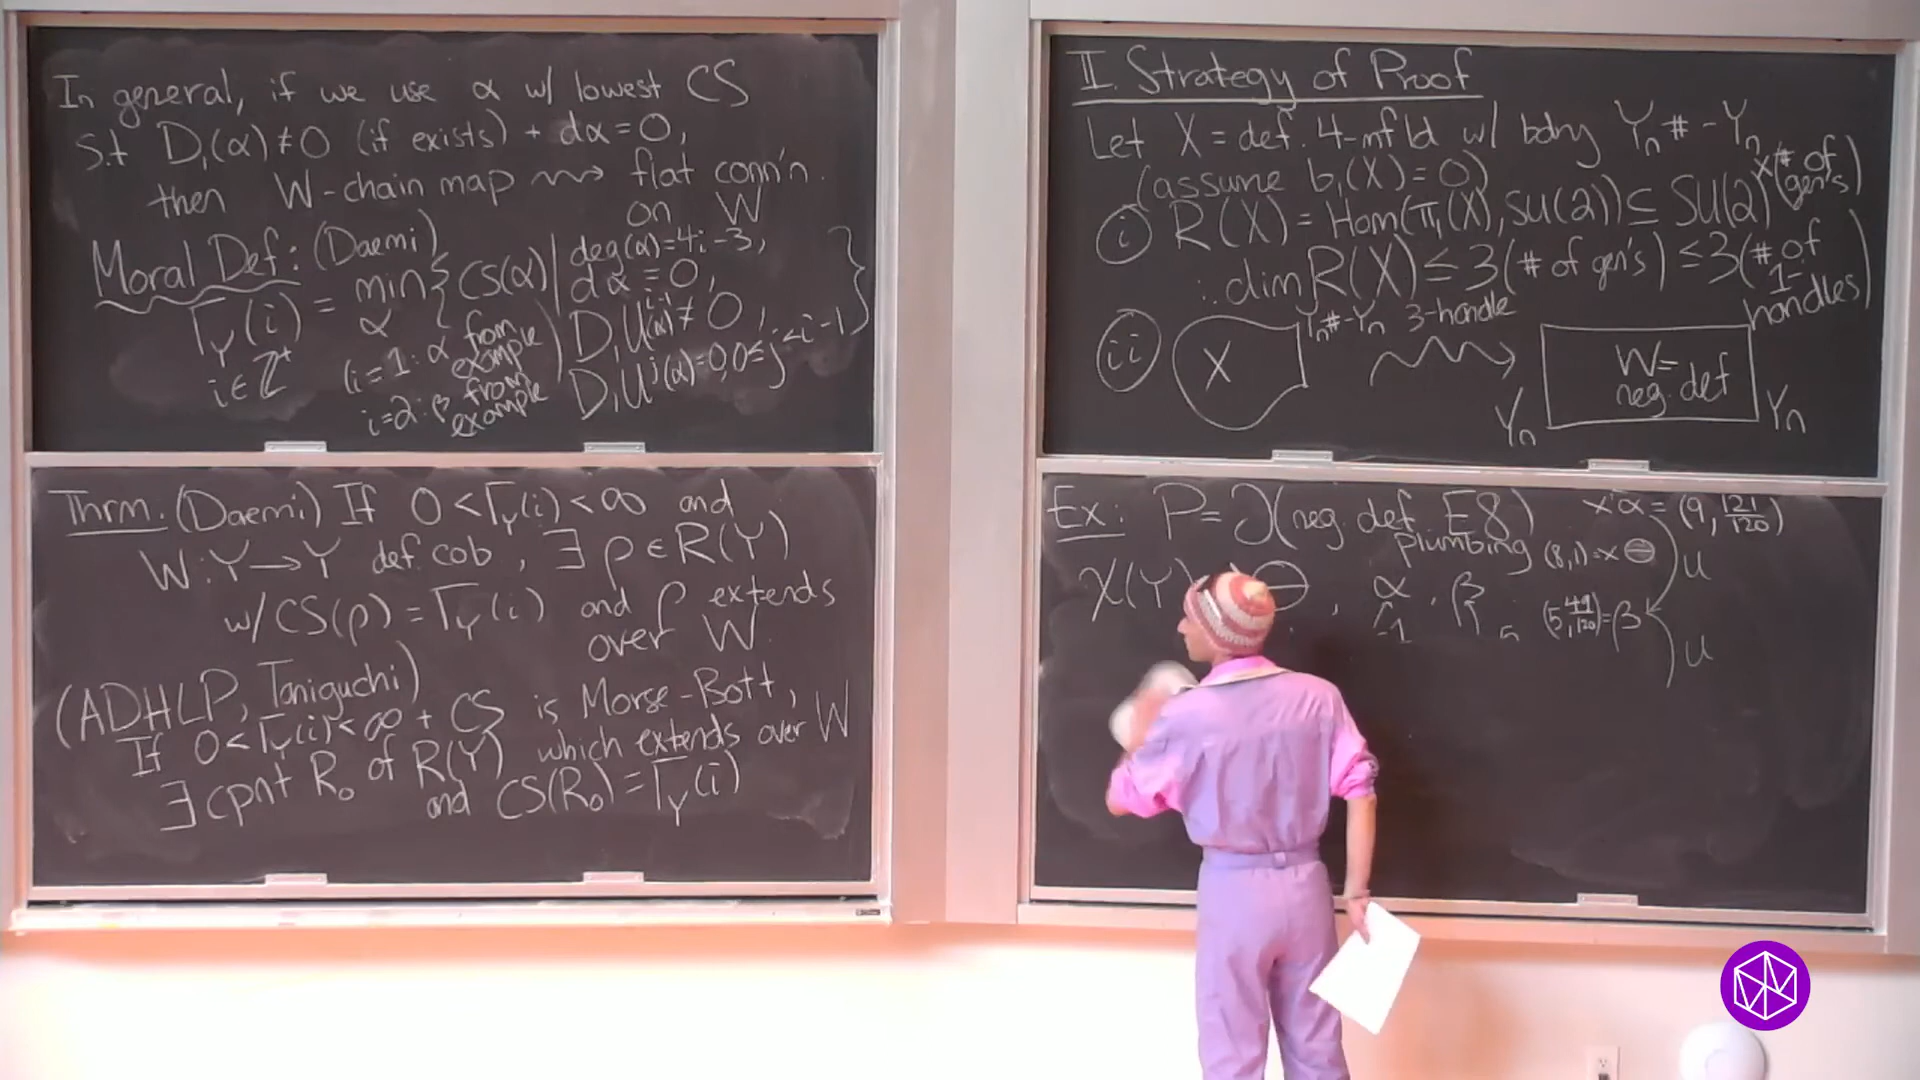 In general, if we use α w/ lowest CS
S.t D₁(α)≠0 (if exists) + dα=0,
then W-chain map ⇝ flat conn'n.
on W
Moral Def: (Daemi)
Γ_Y(i) = min_α { CS(α) | deg(α)=4i-3,
dα=0,
D₁U^{i-1}(α)≠0,
D₁U^j(α)=0, 0≤j<i-1 }
i∈ℤ⁺
(i=1: α from example
i=2: β from example)
Thrm. (Daemi) If 0<Γ_Y(i)<∞ and
W:Y→Y def. cob, ∃ ρ∈R(Y)
w/ CS(ρ)=Γ_Y(i) and ρ extends
over W.
(ADHLP, Taniguchi)
If 0<Γ_Y(i)<∞ + CS is Morse-Bott,
∃ cpnt R₀ of R(Y) which extends over W
and CS(R₀)=Γ_Y(i)
II. Strategy of Proof
Let X = def. 4-mfld w/ bdry Y_n # -Y_n
(assume b₁(X)=0)
(i) R(X) = Hom(π₁(X), SU(2)) ⊆ SU(2)^{x(# of gen's)}
∴ dim R(X) ≤ 3(# of gen's) ≤ 3(# of 1-handles)
(ii) X Y_n#-Y_n 3-handle W= neg. def Y_n Y_n
Ex: P=∂(neg. def. E8) x²α = (9, 121/120)
plumbing (8,1)=x θ u
X(Y) θ, α, β
1 5 (5, 49/120)=β u